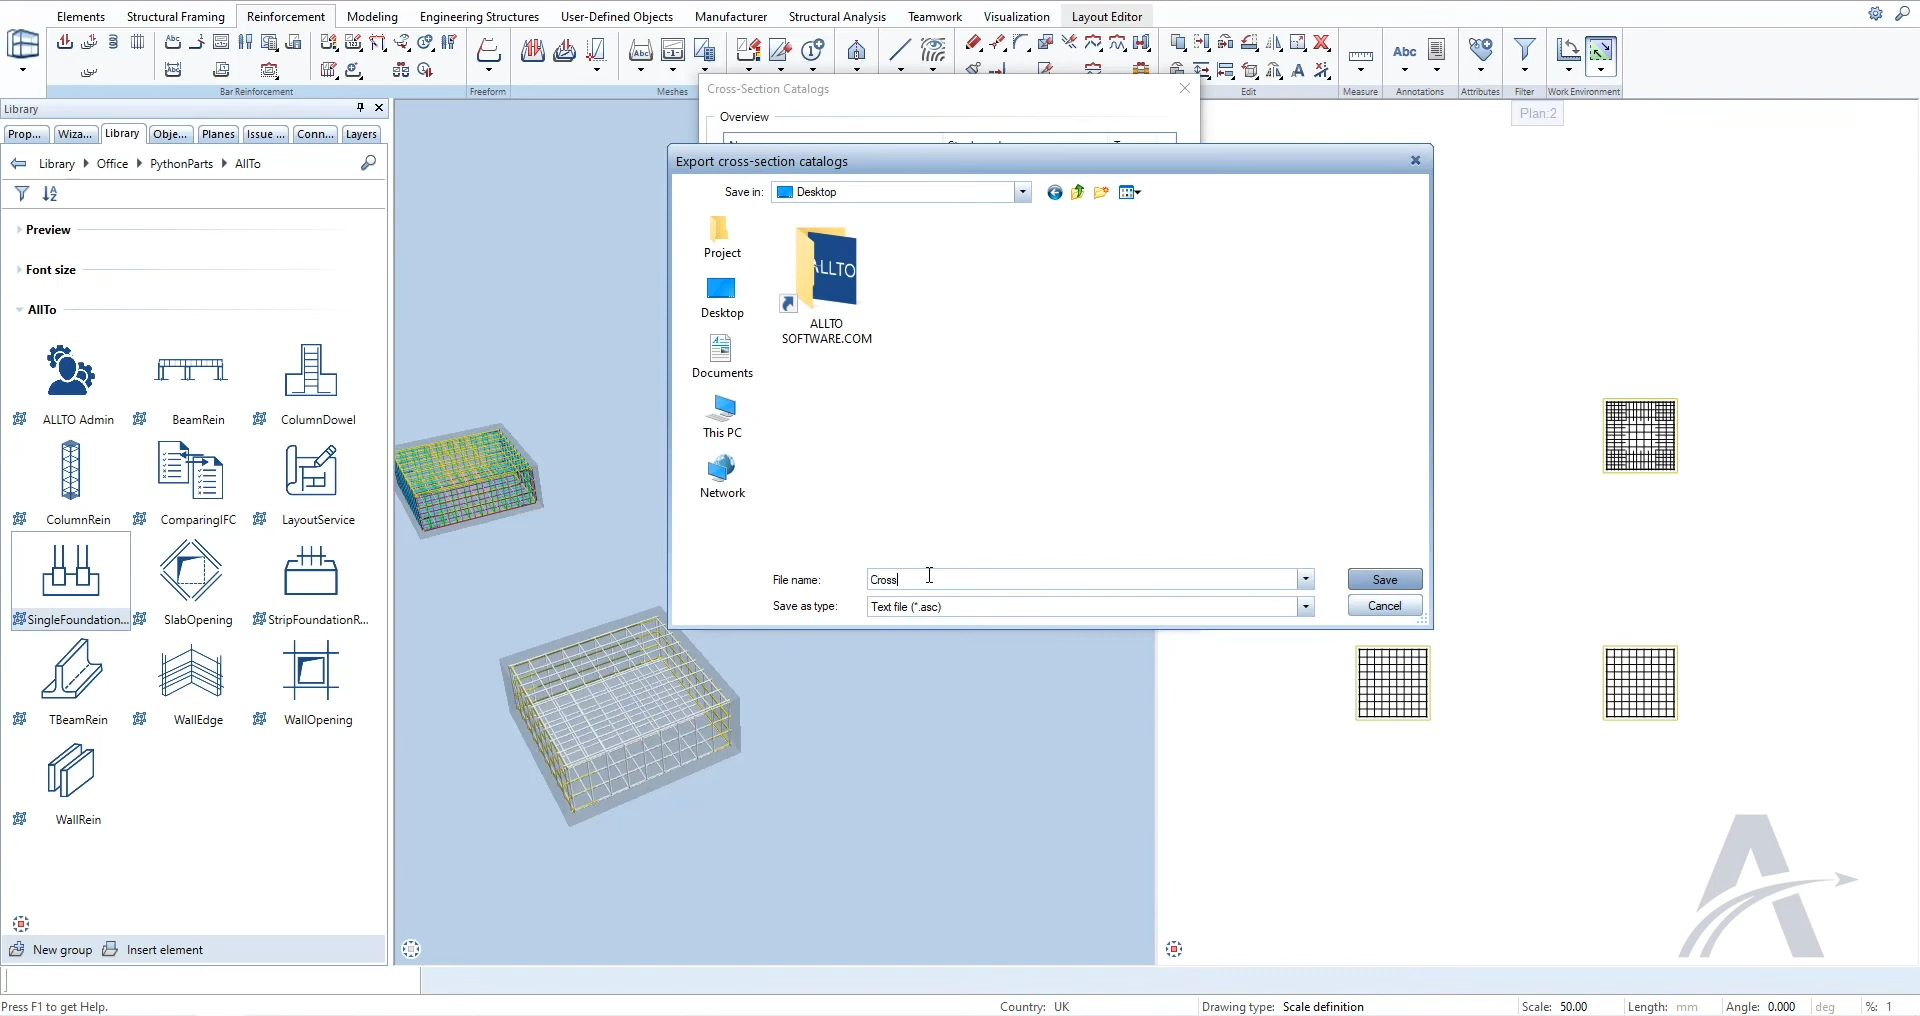 Elements Structural Framing Reinforcement Modeling Engineering Structures User-Defined Objects Manufacturer Structural Analysis Teamwork Visualization Layout Editor
Abc
Bar Reinforcement Freeform Meshes Edit Measure Annotations Attributes Filter Work Environment
Library
Prop... Wiza... Library Obje... Planes Issue ... Conn... Layers
Library Office PythonParts AllTo
Preview
Font size
AllTo
ALLTO Admin BeamRein ColumnDowel
ColumnRein ComparingIFC LayoutService
SingleFoundation... SlabOpening StripFoundationR...
TBeamRein WallEdge WallOpening
WallRein
New group Insert element
Cross-Section Catalogs
Overview
Export cross-section catalogs
Save in: Desktop
Project
Desktop
Documents
This PC
Network
ALLTO
ALLTO
SOFTWARE.COM
File name: Cross
Save
Save as type: Text file (*.asc)
Cancel
Plan:2
Press F1 to get Help. Country: UK Drawing type: Scale definition Scale: 50.00 Length: mm Angle: 0.000 deg %: 1